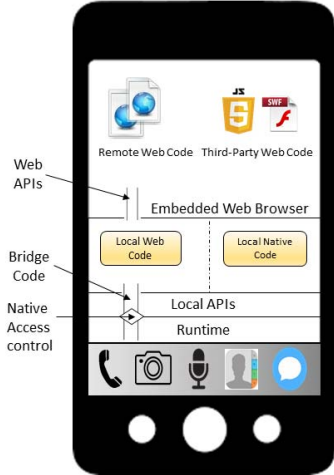 JS
5
SWF
Remote Web Code
Third-Party Web Code
Web
APIs
Embedded Web Browser
Local Web
Code
Local Native
Code
Bridge
Code
Local APIs
Native
Access
control
Runtime